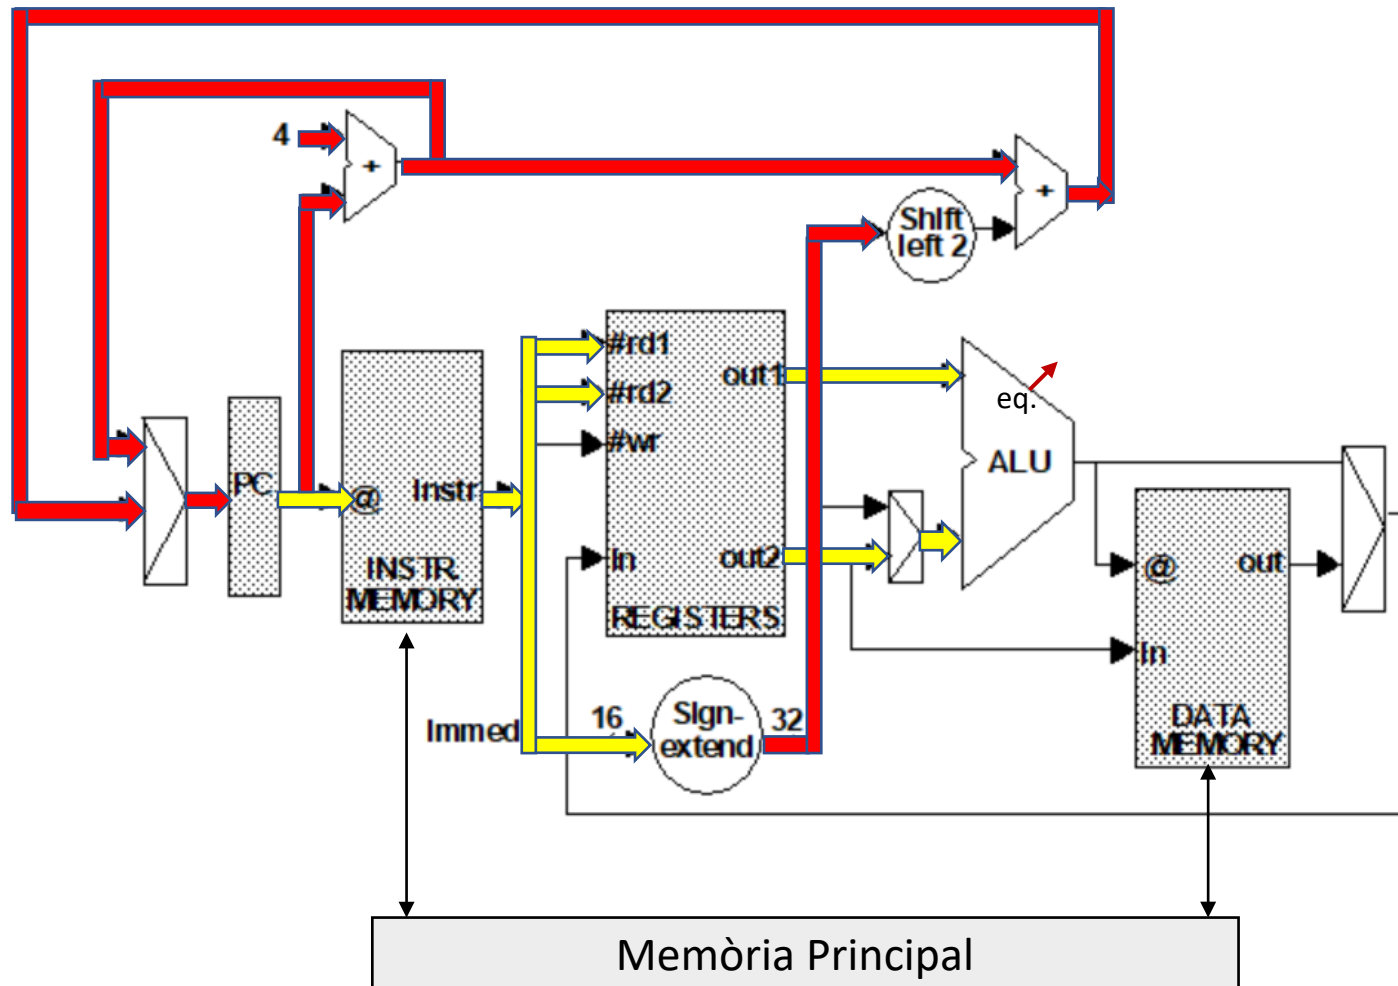 4
+
+
Shift
left 2
#rd1
#rd2
#wr
In
out1
out2
REGISTERS
PC
@
Instr
INSTR.
MEMORY
eq.
ALU
@
out
In
DATA
MEMORY
Immed
16
Sign-
extend
32
Memòria Principal